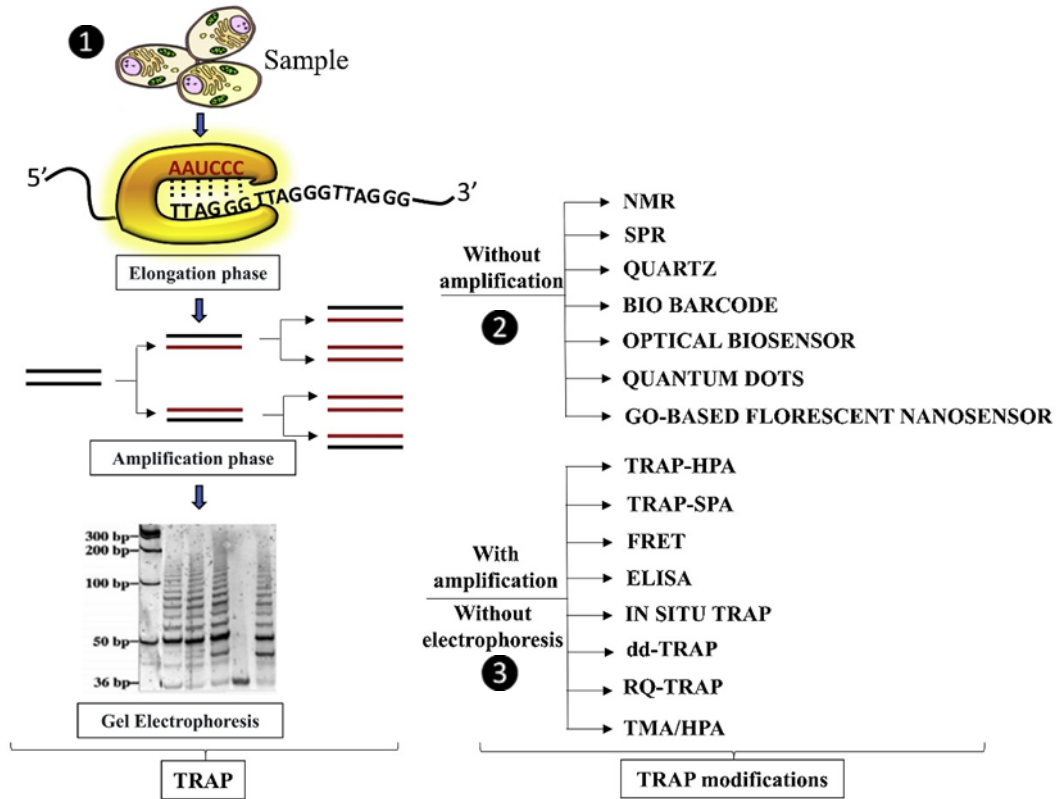 1
Sample
5’
AAUCCC
TTAGGGTTAGGGTTAGGG
3’
Elongation phase
Amplification phase
300 bp
200 bp
100 bp
50 bp
36 bp
Gel Electrophoresis
TRAP
Without
amplification
2
NMR
SPR
QUARTZ
BIO BARCODE
OPTICAL BIOSENSOR
QUANTUM DOTS
GO-BASED FLORESCENT NANOSENSOR
With
amplification
Without
electrophoresis
3
TRAP-HPA
TRAP-SPA
FRET
ELISA
IN SITU TRAP
dd-TRAP
RQ-TRAP
TMA/HPA
TRAP modifications